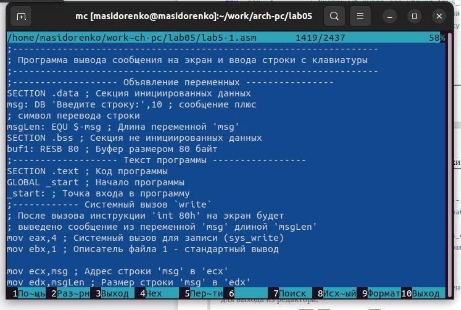 mc [masidorenko@masidorenko]:~/work/arch-pc/lab05
/home/masidorenko/work~ch-pc/lab05/lab5-1.asm 1419/2437 58%
;---------------------------------------------------------------
; Программа вывода сообщения на экран и ввода строки с клавиатуры
;---------------------------------------------------------------
;------------------- Объявление переменных ----------------
SECTION .data ; Секция инициированных данных
msg: DB 'Введите строку:',10 ; сообщение плюс
; символ перевода строки
msgLen: EQU $-msg ; Длина переменной 'msg'
SECTION .bss ; Секция не инициированных данных
buf1: RESB 80 ; Буфер размером 80 байт
;------------------- Текст программы -----------------
SECTION .text ; Код программы
GLOBAL _start ; Начало программы
_start: ; Точка входа в программу
;------------ Системный вызов `write`
; После вызова инструкции 'int 80h' на экран будет
; выведено сообщение из переменной 'msg' длиной 'msgLen'
mov eax,4 ; Системный вызов для записи (sys_write)
mov ebx,1 ; Описатель файла 1 - стандартный вывод
mov ecx,msg ; Адрес строки 'msg' в 'ecx'
mov edx,msgLen ; Размер строки 'msg' в 'edx'
1По~щь 2Раз~рн 3Выход 4Hex 5Пер~ти 6 7Поиск 8Исх~ый 9Формат 10Выход